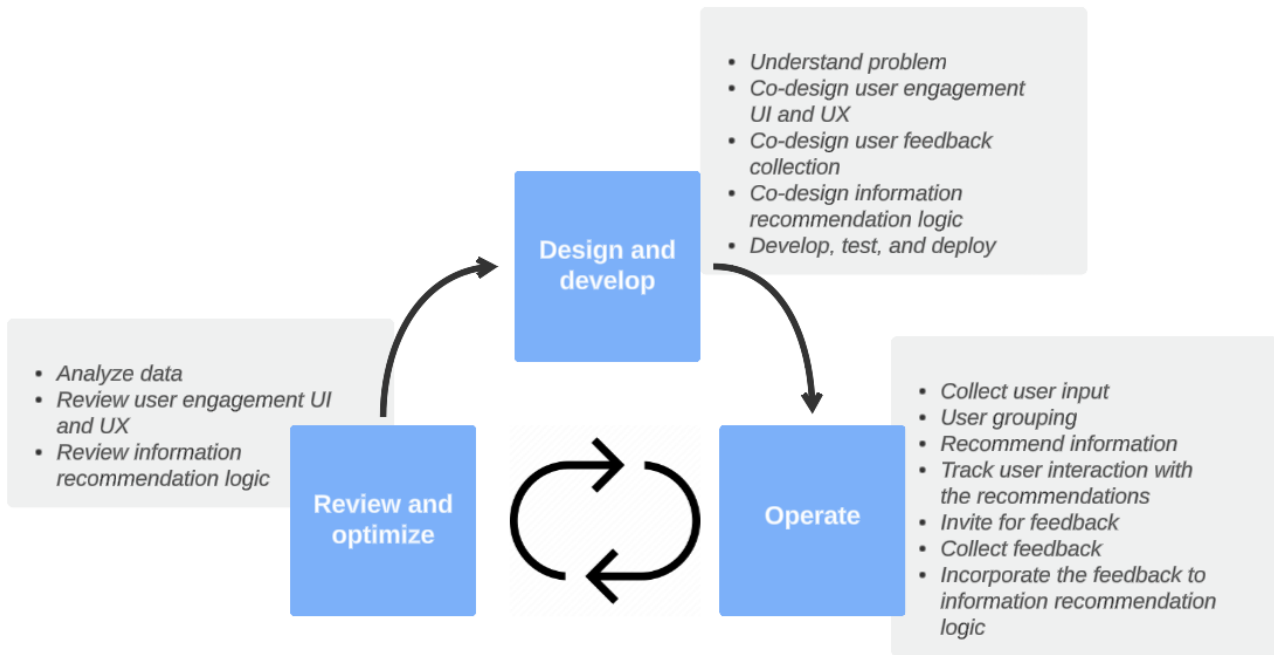 • Understand problem
• Co-design user engagement
UI and UX
• Co-design user feedback
collection
• Co-design information
recommendation logic
• Develop, test, and deploy
Design and
develop
• Analyze data
• Review user engagement UI
and UX
• Review information
recommendation logic
Review and
optimize
Operate
• Collect user input
• User grouping
• Recommend information
• Track user interaction with
the recommendations
• Invite for feedback
• Collect feedback
• Incorporate the feedback to
information recommendation
logic